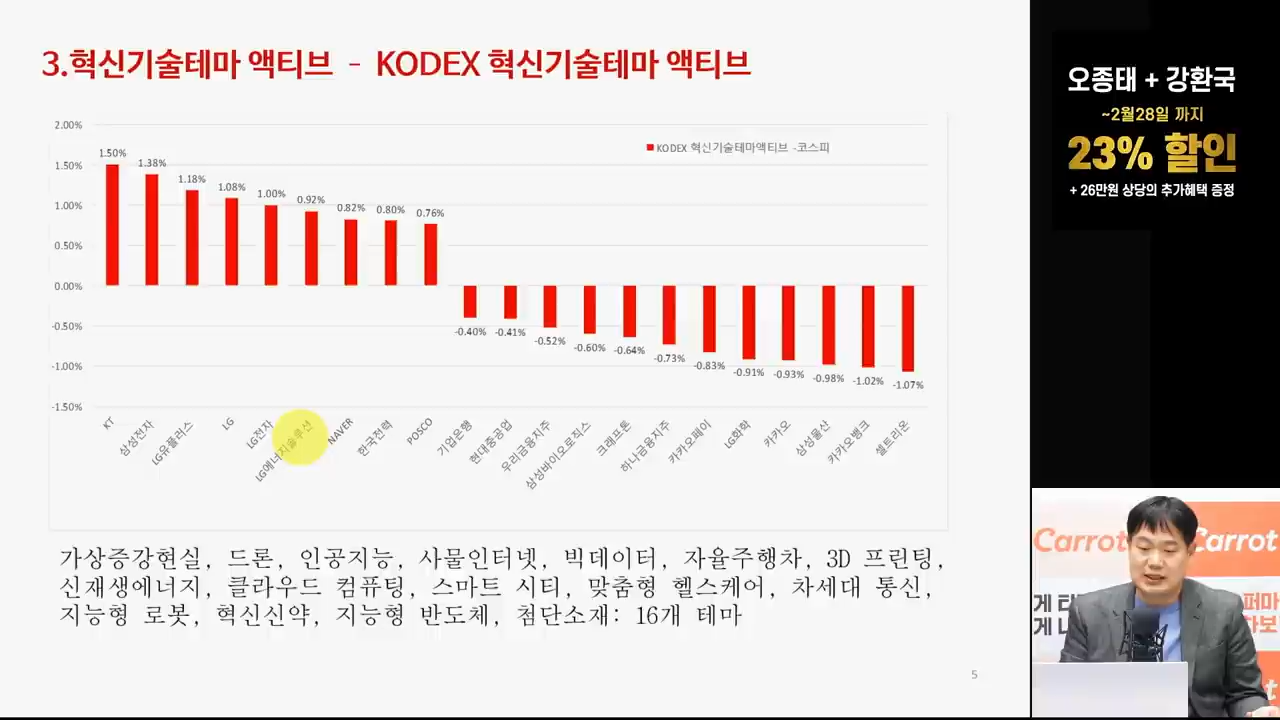 3.혁신기술테마 액티브 - KODEX 혁신기술테마 액티브
KODEX 혁신기술테마액티브 -코스피
2.00%
1.50%
1.00%
0.50%
0.00%
-0.50%
-1.00%
-1.50%
1.50%
1.38%
1.18%
1.08%
1.00%
0.92%
0.82%
0.80%
0.76%
-0.40%
-0.41%
-0.52%
-0.60%
-0.64%
-0.73%
-0.83%
-0.91%
-0.93%
-0.98%
-1.02%
-1.07%
KT
삼성전자
LG유플러스
LG
LG전자
LG에너지솔루션
NAVER
한국전력
POSCO
기업은행
현대중공업
우리금융지주
삼성바이오로직스
크래프톤
하나금융지주
카카오페이
LG화학
카카오
삼성물산
카카오뱅크
셀트리온
가상증강현실, 드론, 인공지능, 사물인터넷, 빅데이터, 자율주행차, 3D 프린팅,
신재생에너지, 클라우드 컴퓨팅, 스마트 시티, 맞춤형 헬스케어, 차세대 통신,
지능형 로봇, 혁신신약, 지능형 반도체, 첨단소재: 16개 테마
5
오종태 + 강환국
~2월28일 까지
23% 할인
+ 26만원 상당의 추가혜택 증정
Carrot
Carrot